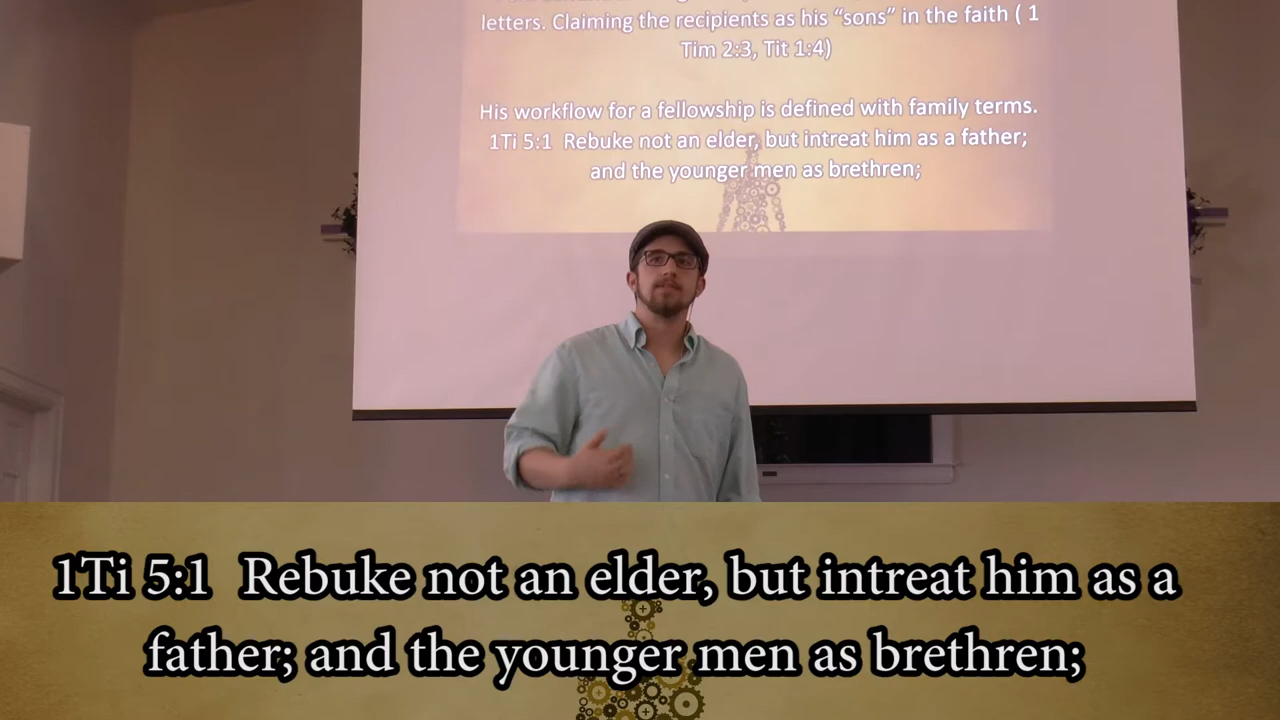 letters. Claiming the recipients as his “sons” in the faith ( 1
Tim 2:3, Tit 1:4)
His workflow for a fellowship is defined with family terms.
1Ti 5:1 Rebuke not an elder, but intreat him as a father;
and the younger men as brethren;
1Ti 5:1 Rebuke not an elder, but intreat him as a
father; and the younger men as brethren;